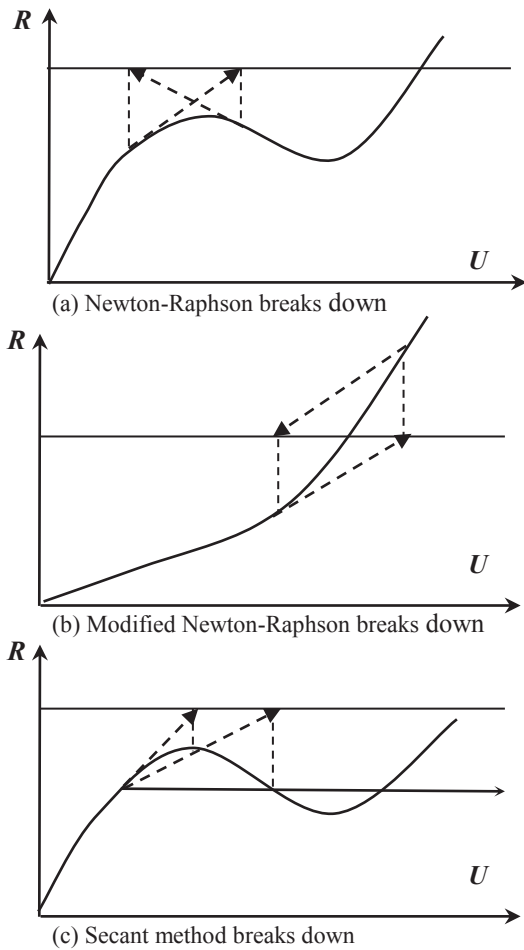 R
U
(a) Newton-Raphson breaks down
R
U
(b) Modified Newton-Raphson breaks down
R
U
(c) Secant method breaks down